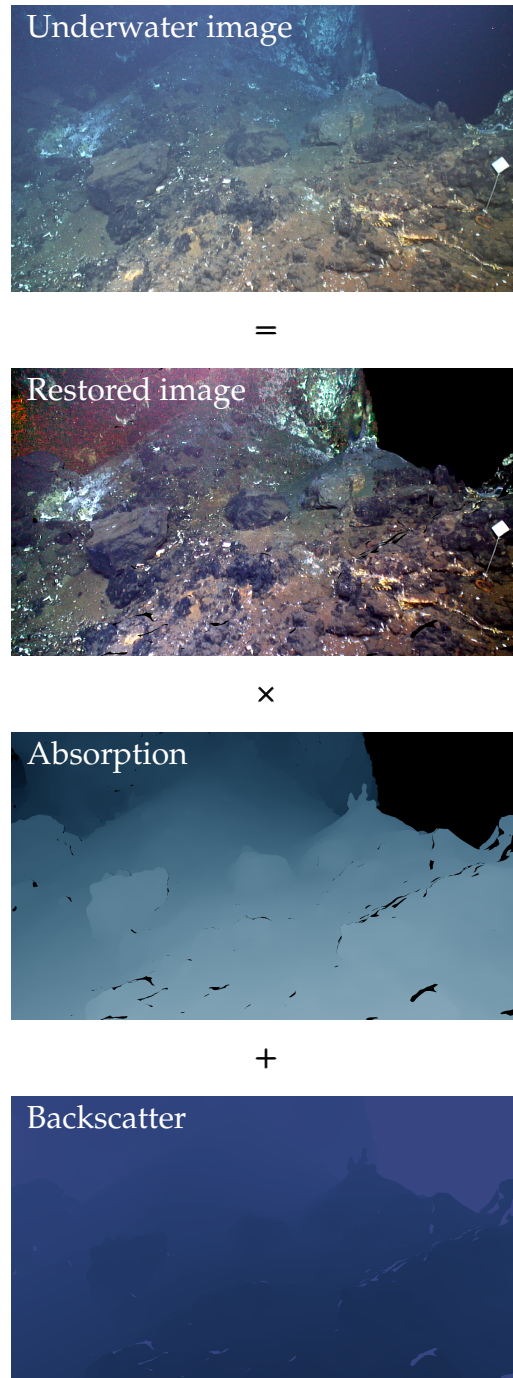 Underwater image
=
Restored image
×
Absorption
+
Backscatter